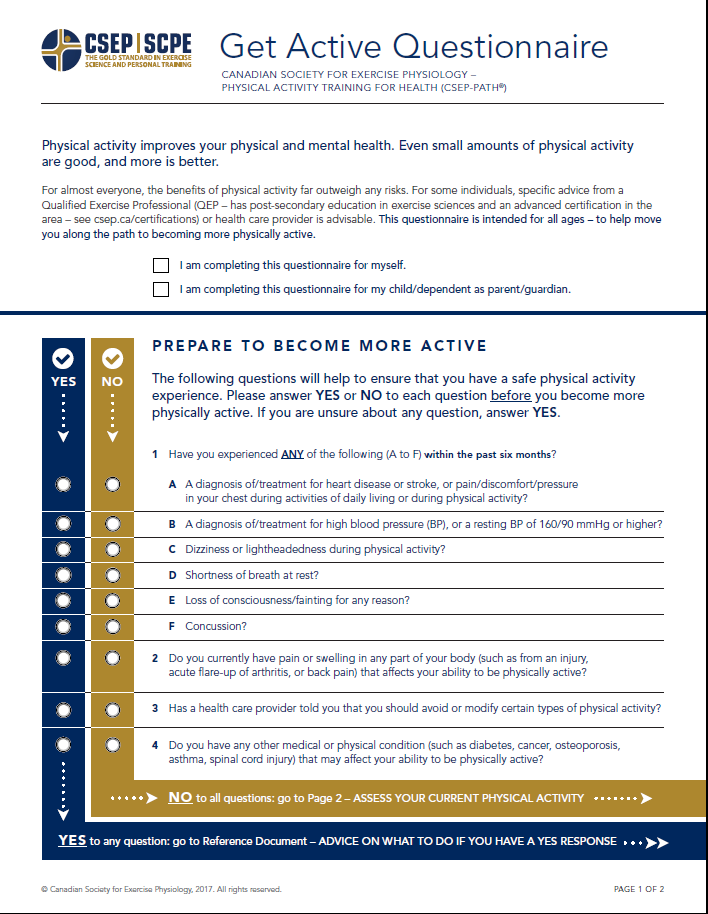 CSEP | SCPE
THE GOLD STANDARD IN EXERCISE
SCIENCE AND PERSONAL TRAINING
Get Active Questionnaire
CANADIAN SOCIETY FOR EXERCISE PHYSIOLOGY –
PHYSICAL ACTIVITY TRAINING FOR HEALTH (CSEP-PATH®)
Physical activity improves your physical and mental health. Even small amounts of physical activity
are good, and more is better.
For almost everyone, the benefits of physical activity far outweigh any risks. For some individuals, specific advice from a
Qualified Exercise Professional (QEP – has post-secondary education in exercise sciences and an advanced certification in the
area – see csep.ca/certifications) or health care provider is advisable. This questionnaire is intended for all ages – to help move
you along the path to becoming more physically active.
I am completing this questionnaire for myself.
I am completing this questionnaire for my child/dependent as parent/guardian.
YES
NO
PREPARE TO BECOME MORE ACTIVE
The following questions will help to ensure that you have a safe physical activity
experience. Please answer YES or NO to each question before you become more
physically active. If you are unsure about any question, answer YES.
1 Have you experienced ANY of the following (A to F) within the past six months?
A A diagnosis of/treatment for heart disease or stroke, or pain/discomfort/pressure
in your chest during activities of daily living or during physical activity?
B A diagnosis of/treatment for high blood pressure (BP), or a resting BP of 160/90 mmHg or higher?
C Dizziness or lightheadedness during physical activity?
D Shortness of breath at rest?
E Loss of consciousness/fainting for any reason?
F Concussion?
2 Do you currently have pain or swelling in any part of your body (such as from an injury,
acute flare-up of arthritis, or back pain) that affects your ability to be physically active?
3 Has a health care provider told you that you should avoid or modify certain types of physical activity?
4 Do you have any other medical or physical condition (such as diabetes, cancer, osteoporosis,
asthma, spinal cord injury) that may affect your ability to be physically active?
NO to all questions: go to Page 2 – ASSESS YOUR CURRENT PHYSICAL ACTIVITY
YES to any question: go to Reference Document – ADVICE ON WHAT TO DO IF YOU HAVE A YES RESPONSE
© Canadian Society for Exercise Physiology, 2017. All rights reserved.
PAGE 1 OF 2